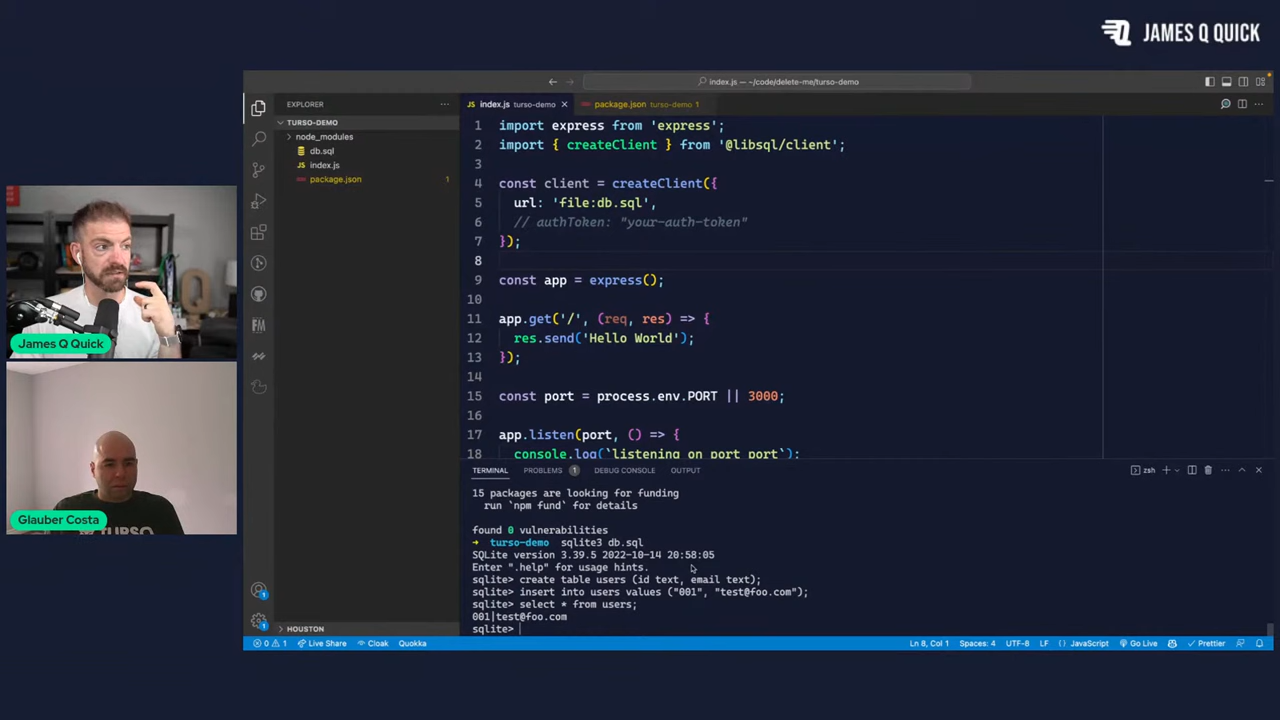 JAMES Q QUICK
index.js — ~/code/delete-me/turso-demo
EXPLORER
TURSO-DEMO
node_modules
db.sql
index.js
package.json 1
HOUSTON
index.js turso-demo
package.json turso-demo 1
1 import express from 'express';
2 import { createClient } from '@libsql/client';
3
4 const client = createClient({
5 url: 'file:db.sql',
6 // authToken: "your-auth-token"
7 });
8
9 const app = express();
10
11 app.get('/', (req, res) => {
12 res.send('Hello World');
13 });
14
15 const port = process.env.PORT || 3000;
16
17 app.listen(port, () => {
18 console.log(`listening on port port`);
TERMINAL PROBLEMS 1 DEBUG CONSOLE OUTPUT
zsh
15 packages are looking for funding
run `npm fund` for details
found 0 vulnerabilities
→ turso-demo sqlite3 db.sql
SQLite version 3.39.5 2022-10-14 20:58:05
Enter ".help" for usage hints.
sqlite> create table users (id text, email text);
sqlite> insert into users values ("001", "test@foo.com");
sqlite> select * from users;
001|test@foo.com
sqlite>
0 1 Live Share Cloak Quokka
Ln 8, Col 1 Spaces: 4 UTF-8 LF { } JavaScript Go Live Prettier
James Q Quick
Glauber Costa
TURSO
FM
1
1